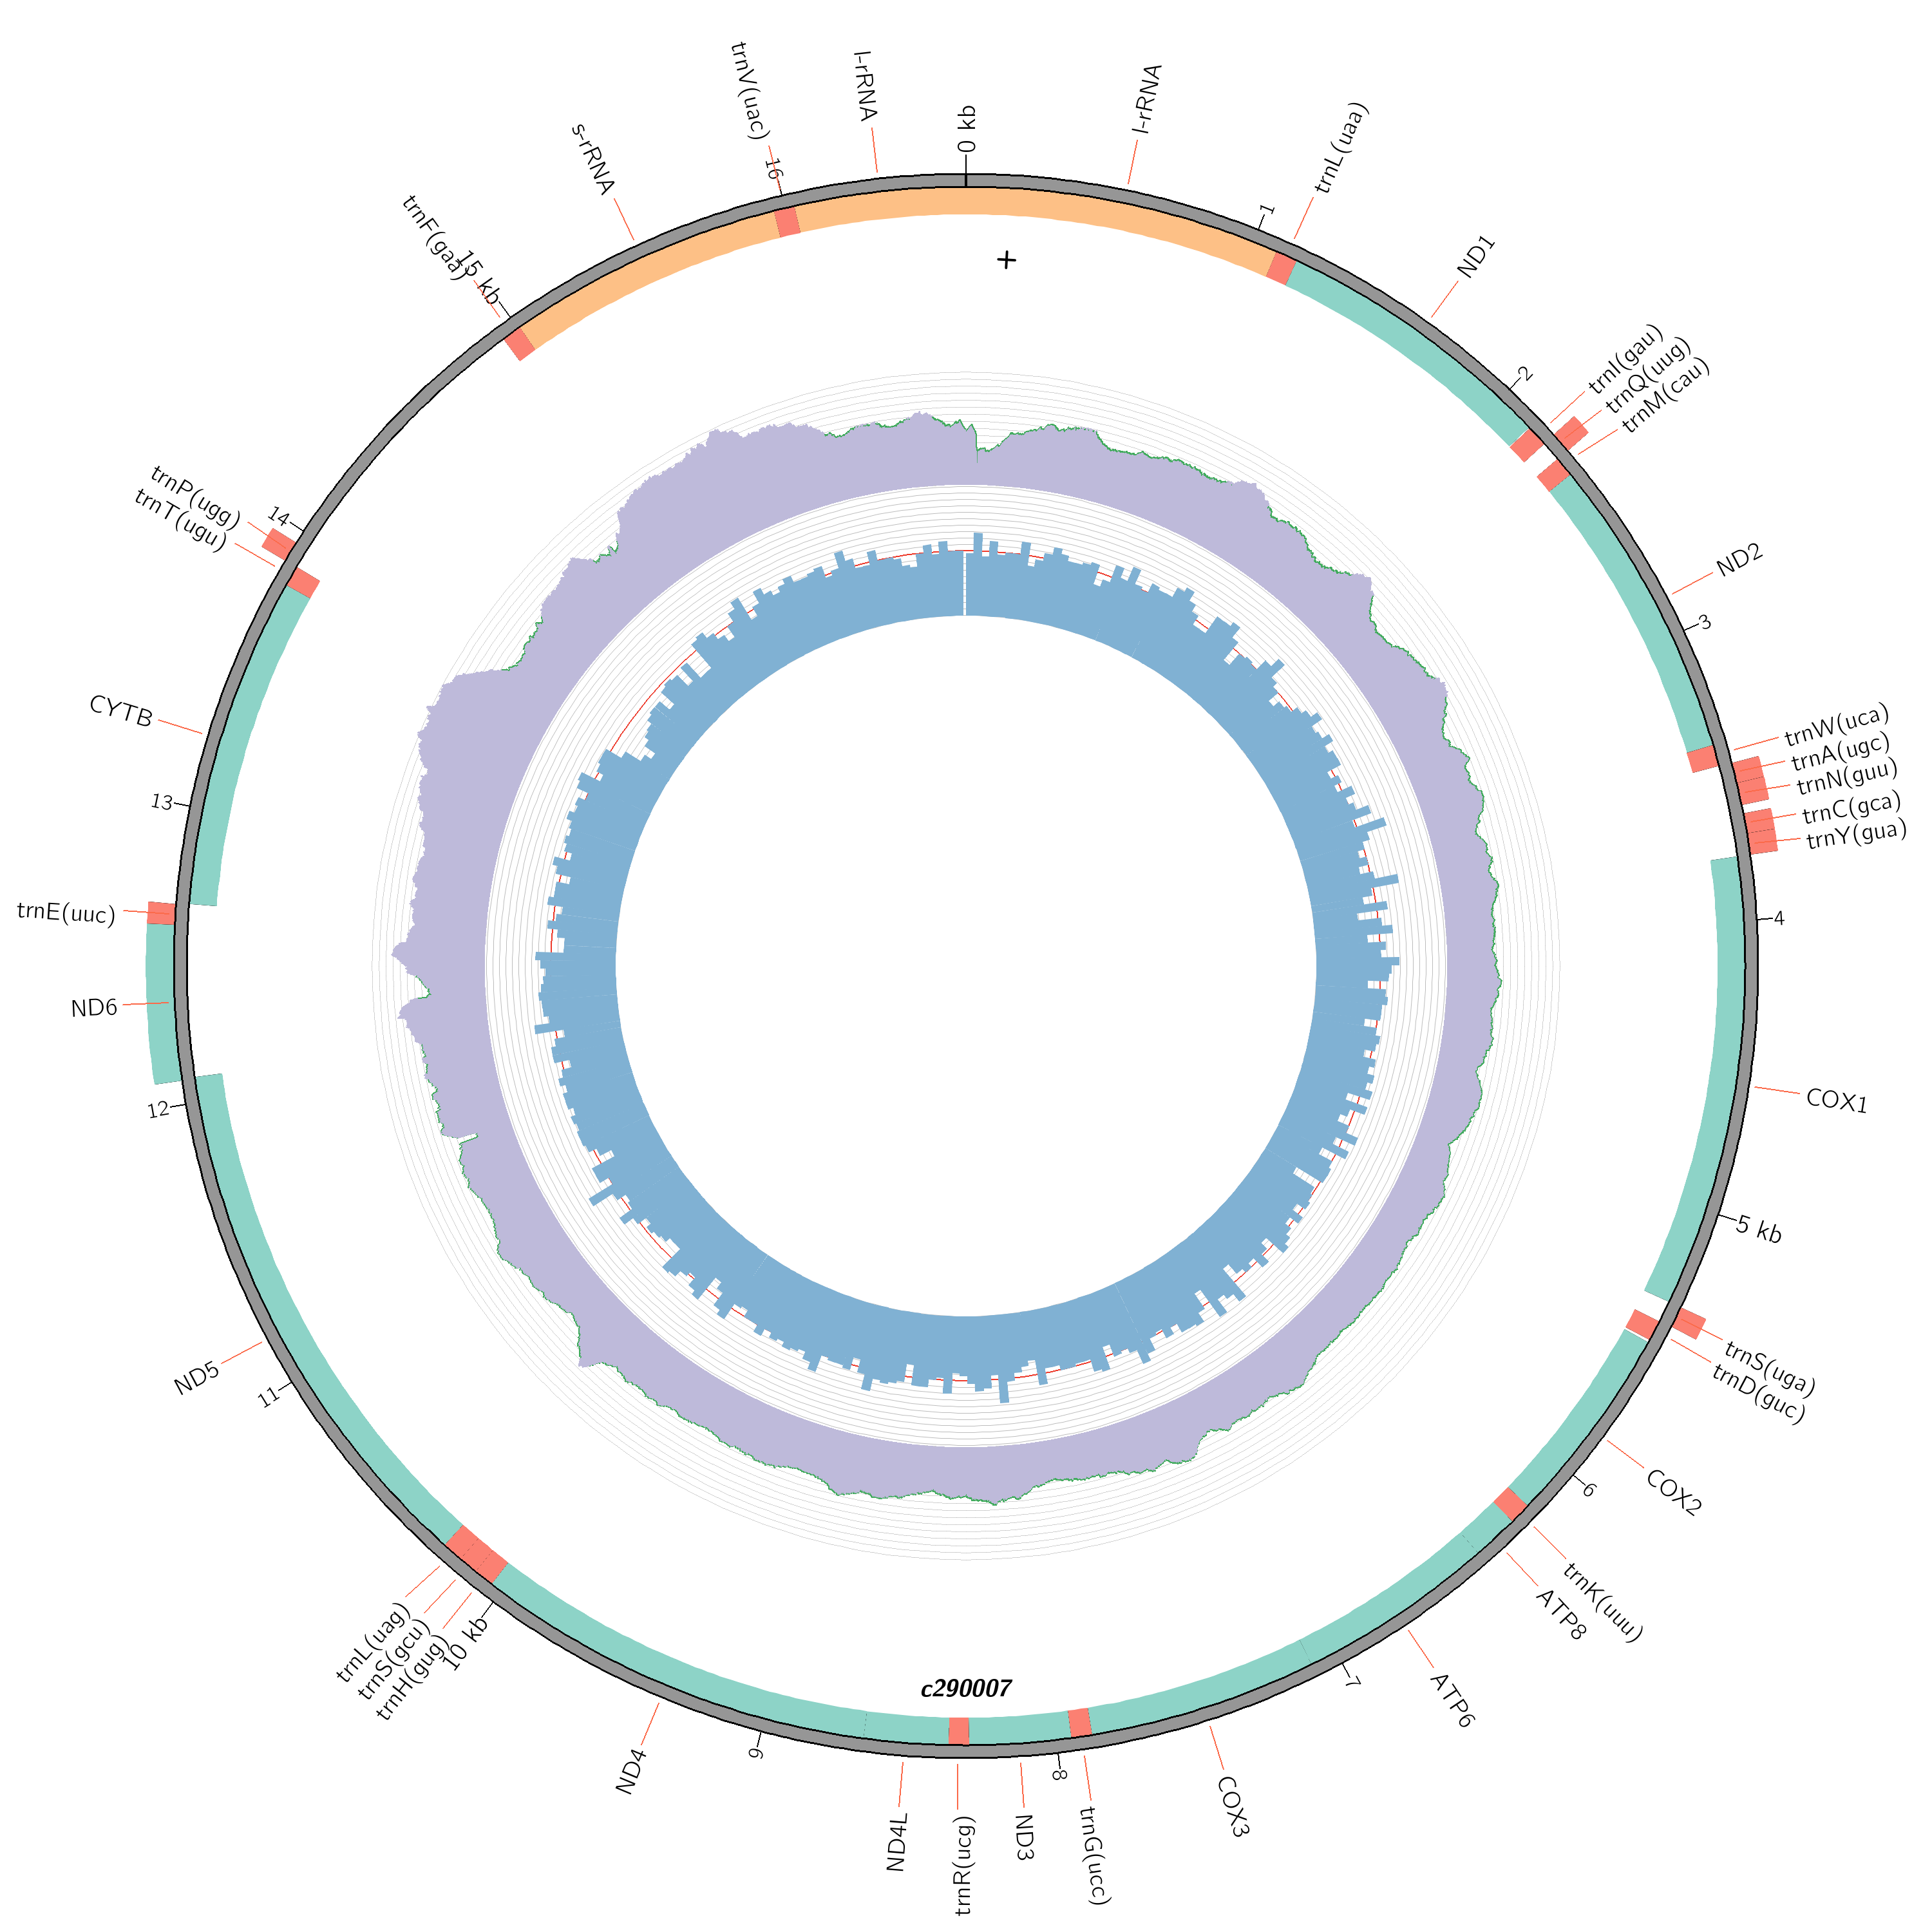 0 kb
l-rRNA
1
trnL(uaa)
ND1
2
trnI(gau)
trnQ(uug)
trnM(cau)
ND2
3
trnW(uca)
trnA(ugc)
trnN(guu)
trnC(gca)
trnY(gua)
4
COX1
5 kb
trnS(uga)
trnD(guc)
COX2
6
trnK(uuu)
ATP8
ATP6
7
COX3
trnG(ucc)
8
ND3
trnR(ucg)
ND4L
9
ND4
10 kb
trnH(gug)
trnS(gcu)
trnL(uag)
11
ND5
12
ND6
trnE(uuc)
13
CYTB
trnT(ugu)
trnP(ugg)
14
15 kb
trnF(gaa)
s-rRNA
16
trnV(uac)
l-rRNA
+
c290007